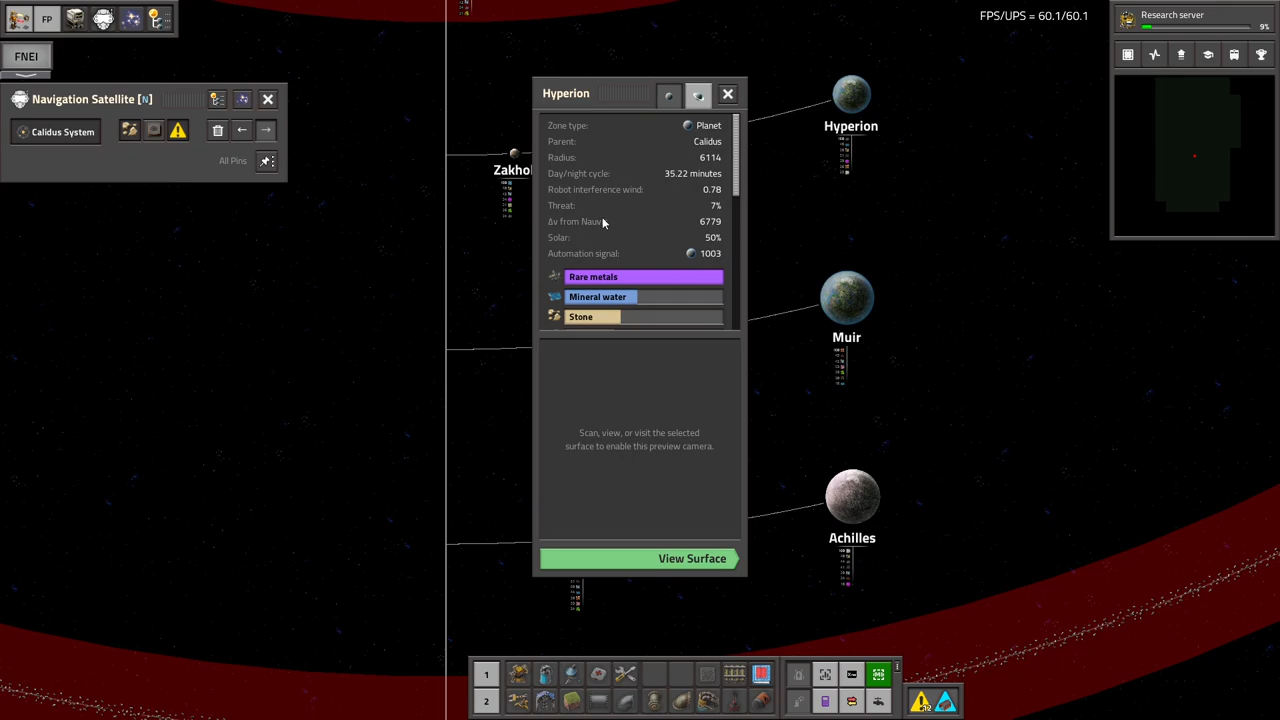 FP
FPS/UPS = 60.1/60.1
Research server
9%
FNEI
Navigation Satellite [N]
Calidus System
All Pins
Hyperion
Zone type: Planet
Parent: Calidus
Radius: 6114
Day/night cycle: 35.22 minutes
Robot interference wind: 0.78
Threat: 7%
Δv from Nauv 6779
Solar: 50%
Automation signal: 1003
Rare metals
Mineral water
Stone
Scan, view, or visit the selected
surface to enable this preview camera.
View Surface
Zakho
Hyperion
Muir
Achilles
1
2